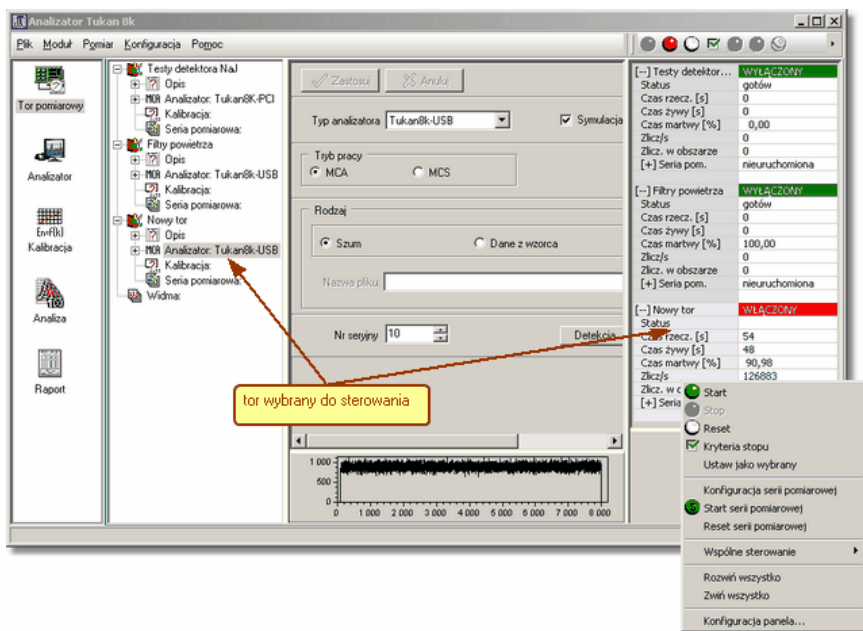 Analizator Tukan 8k
Plik Moduł Pomiar Konfiguracja Pomoc
Tor pomiarowy
Analizator
En=f(k)
Kalibracja
Analiza
Raport
Testy detektora NaJ
Opis
MCA Analizator: Tukan8K-PCI
Kalibracja:
Seria pomiarowa:
Filtry powietrza
Opis
MCA Analizator: Tukan8k-USB
Kalibracja:
Seria pomiarowa:
Nowy tor
Opis
MCA Analizator: Tukan8k-USB
Kalibracja:
Seria pomiarowa:
Widma:
Zastosuj Anuluj
Typ analizatora Tukan8k-USB Symulacja
Tryb pracy
MCA MCS
Rodzaj
Szum Dane z wzorca
Nazwa pliku
Nr seryjny 10 Detekcja
tor wybrany do sterowania
1 000
500
0
0 1 000 2 000 3 000 4 000 5 000 6 000 7 000 8 000
[--] Testy detektor... WYŁĄCZONY
Status gotów
Czas rzecz. [s] 0
Czas żywy [s] 0
Czas martwy [%] 0,00
Zlicz/s 0
Zlicz. w obszarze 0
[+] Seria pom. nieuruchomiona
[--] Filtry powietrza WYŁĄCZONY
Status gotów
Czas rzecz. [s] 0
Czas żywy [s] 0
Czas martwy [%] 100,00
Zlicz/s 0
Zlicz. w obszarze 0
[+] Seria pom. nieuruchomiona
[--] Nowy tor WŁĄCZONY
Status
Czas rzecz. [s] 54
Czas żywy [s] 48
Czas martwy [%] 90,98
Zlicz/s 126883
Zlicz. w o
[+] Seria
Start
Stop
Reset
Kryteria stopu
Ustaw jako wybrany
Konfiguracja serii pomiarowej
Start serii pomiarowej
Reset serii pomiarowej
Wspólne sterowanie
Rozwiń wszystko
Zwiń wszystko
Konfiguracja panela...